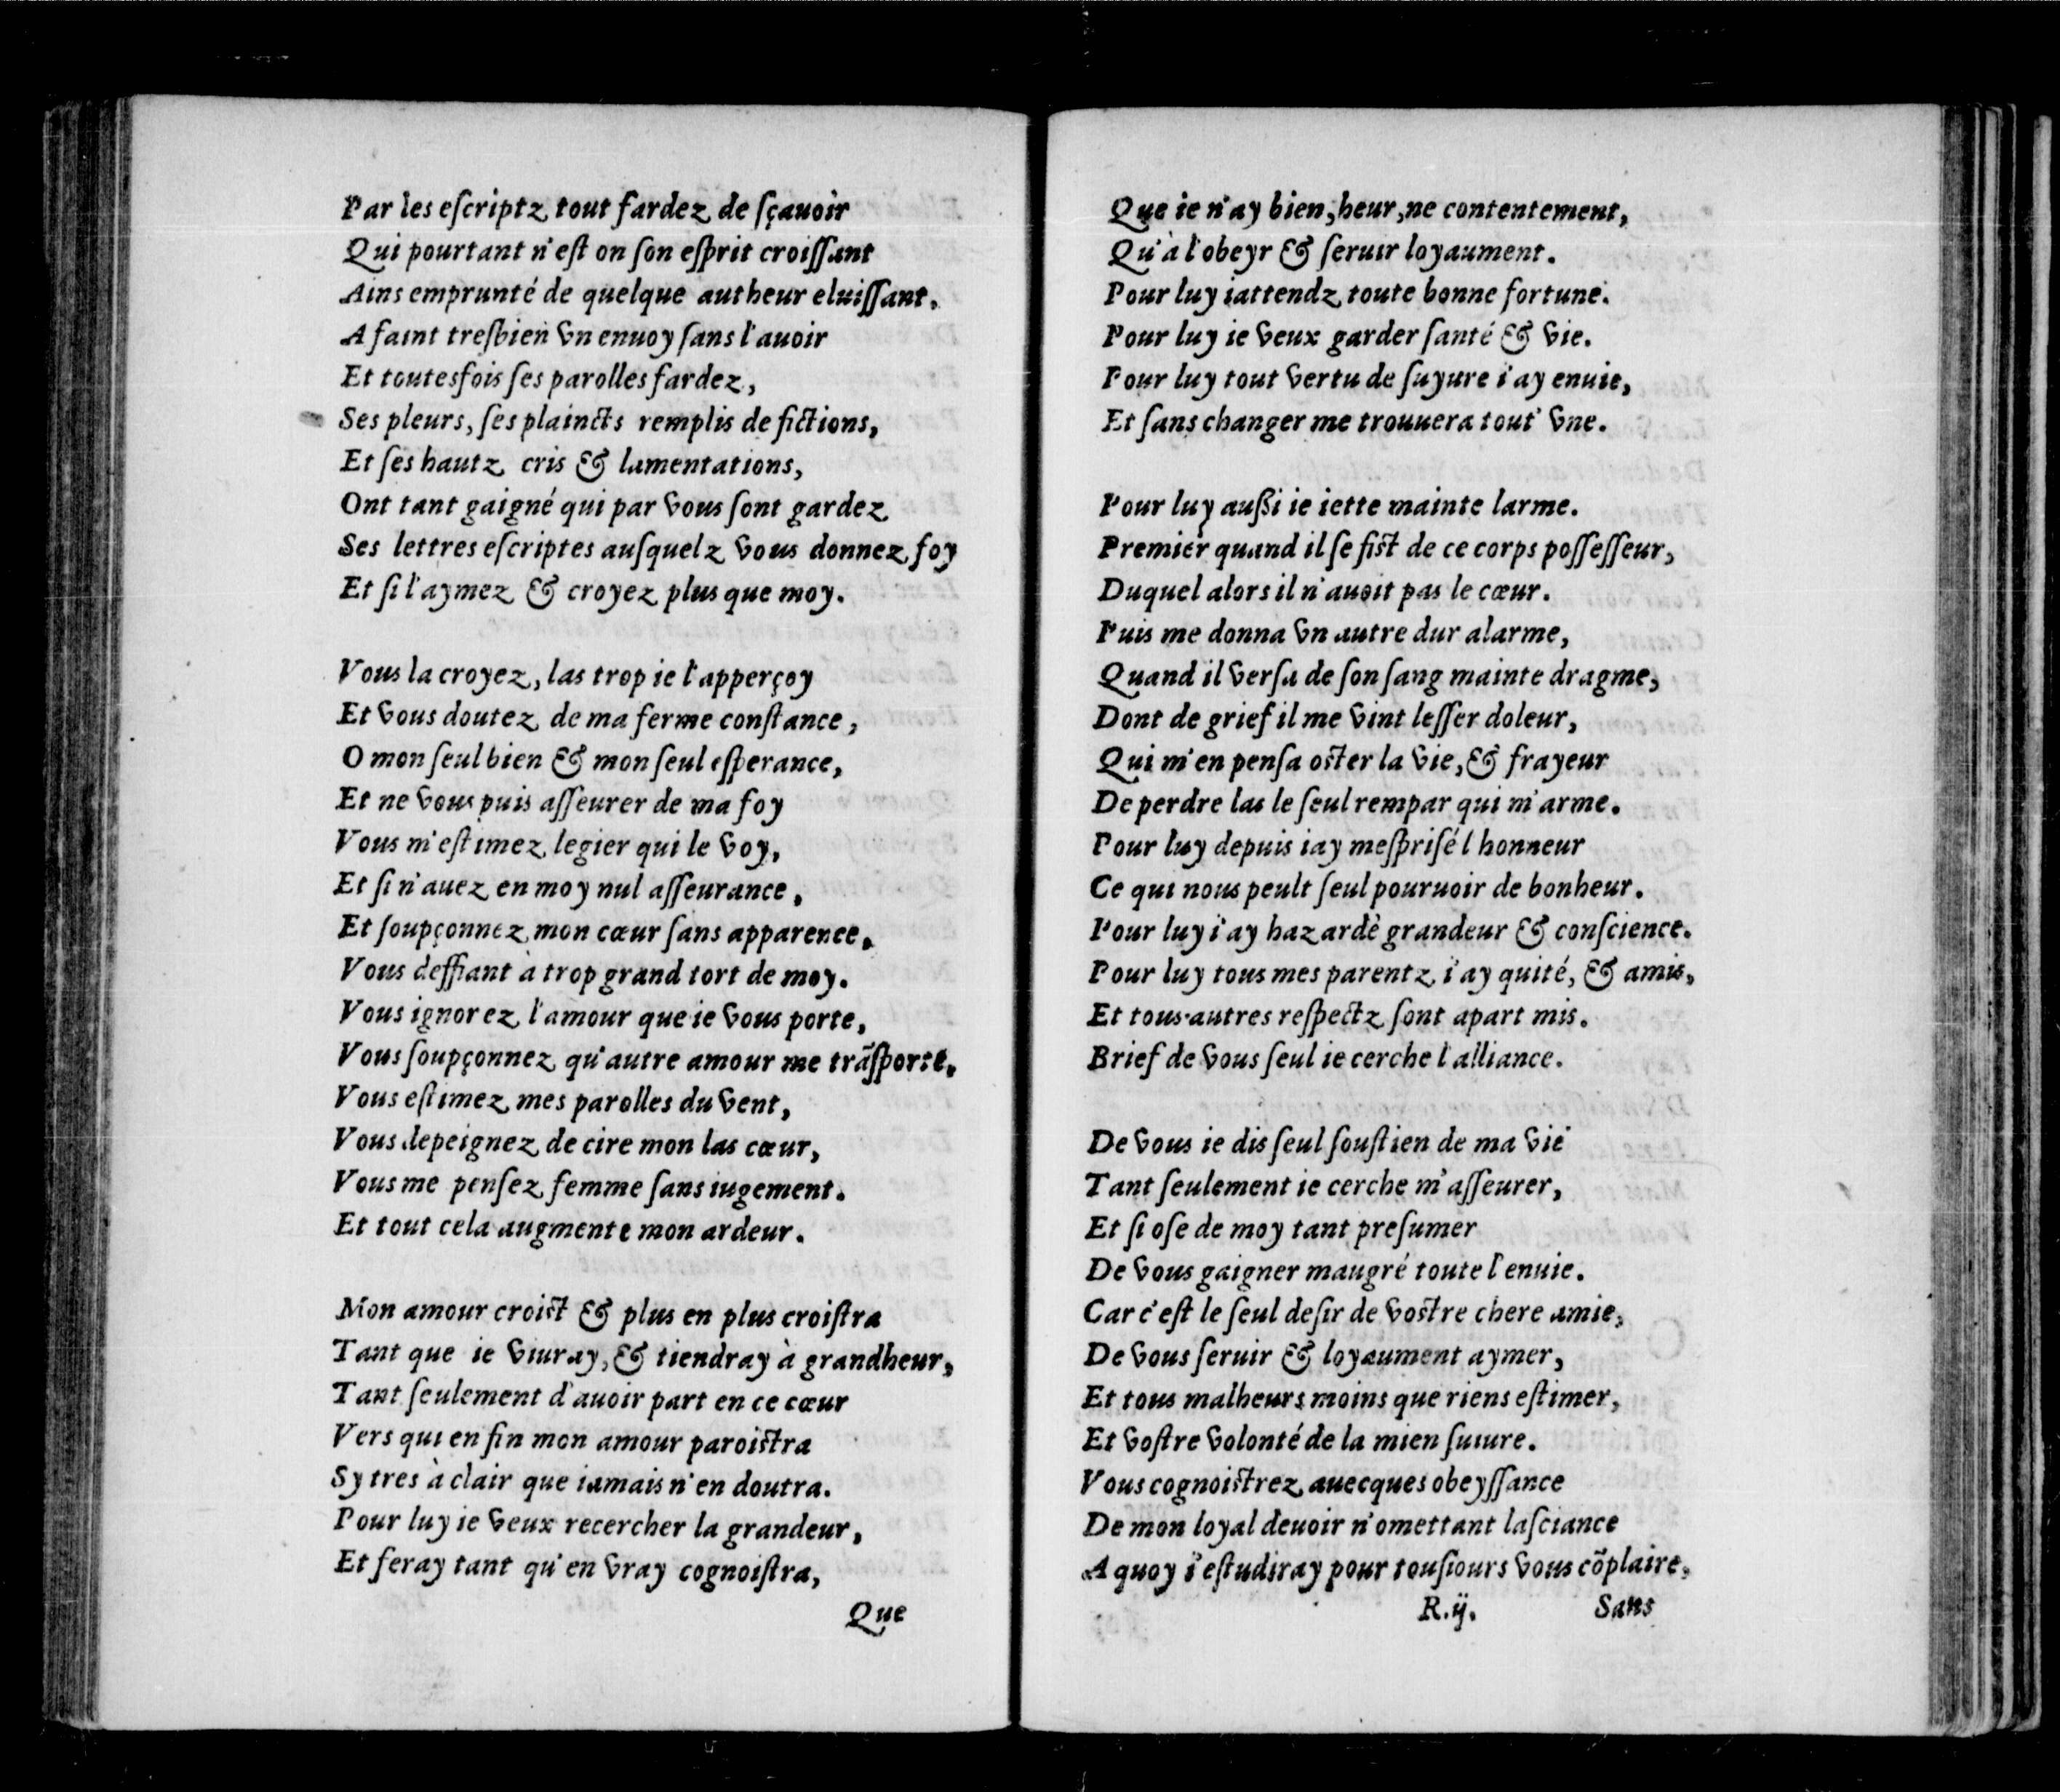 Par les eſcriptz tout fardez de ſçauoir
Qui pourtant n'eſt on ſon eſprit croiſſant
Ains emprunté de quelque autheur eluiſſant.
A faint treſbien vn enuoy ſans l'auoir
Et toutesfois ſes parolles fardez,
Ses pleurs, ſes plaincts remplis de fictions,
Et ſes hautz cris & lamentations,
Ont tant gaigné qui par vous ſont gardez
Ses lettres eſcriptes auſquelz vous donnez foy
Et ſi l'aymez & croyez plus que moy.
Vous la croyez, las trop ie l'apperçoy
Et vous doutez de ma ferme conſtance,
O mon ſeul bien & mon ſeul eſperance,
Et ne vous puis aſſeurer de ma foy
Vous m'eſtimez legier qui le voy,
Et ſi n'auez en moy nul aſſeurance,
Et ſoupçonnez mon cœur ſans apparence,
Vous deffiant à trop grand tort de moy.
Vous ignorez l'amour que ie vous porte,
Vous ſoupçonnez qu'autre amour me trãſporte,
Vous eſtimez mes parolles du vent,
Vous depeignez de cire mon las cœur,
Vous me penſez femme ſans iugement.
Et tout cela augmente mon ardeur.
Mon amour croiſt & plus en plus croiſtra
Tant que ie viuray, & tiendray à grandheur,
Tant ſeulement d'auoir part en ce cœur
Vers qui en fin mon amour paroiſtra
Sy tres à clair que iamais n'en doutra.
Pour luy ie veux recercher la grandeur,
Et feray tant qu'en vray cognoiſtra,
Que
Que ie n'ay bien, heur, ne contentement,
Qu'à l'obeyr & ſeruir loyaument.
Pour luy iattendz toute bonne fortune.
Pour luy ie veux garder ſanté & vie.
Pour luy tout vertu de ſuyure i'ay enuie,
Et ſans changer me trouuera tout' vne.
Pour luy auſſi ie iette mainte larme.
Premier quand il ſe fiſt de ce corps poſſeſſeur,
Duquel alors il n'auoit pas le cœur.
Puis me donna vn autre dur alarme,
Quand il verſa de ſon ſang mainte dragme,
Dont de grief il me vint leſſer doleur,
Qui m'en penſa oſter la vie, & frayeur
De perdre las le ſeul rempar qui m'arme.
Pour luy depuis iay meſpriſé l honneur
Ce qui nous peult ſeul pouruoir de bonheur.
Pour luy i'ay hazardé grandeur & conſcience.
Pour luy tous mes parentz i'ay quité, & amis,
Et tous autres reſpectz ſont apart mis.
Brief de vous ſeul ie cerche l'alliance.
De vous ie dis ſeul ſouſtien de ma vie
Tant ſeulement ie cerche m'aſſeurer,
Et ſi oſe de moy tant preſumer
De vous gaigner maugré toute l'enuie.
Car c'eſt le ſeul deſir de voſtre chere amie,
De vous ſeruir & loyaument aymer,
Et tous malheurs moins que riens eſtimer,
Et voſtre volonté de la mien ſuiure.
Vous cognoiſtrez auecques obeyſſance
De mon loyal deuoir n'omettant laſciance
A quoy i'eſtudiray pour touſiours vous cõplaire,
R.ij. Sans